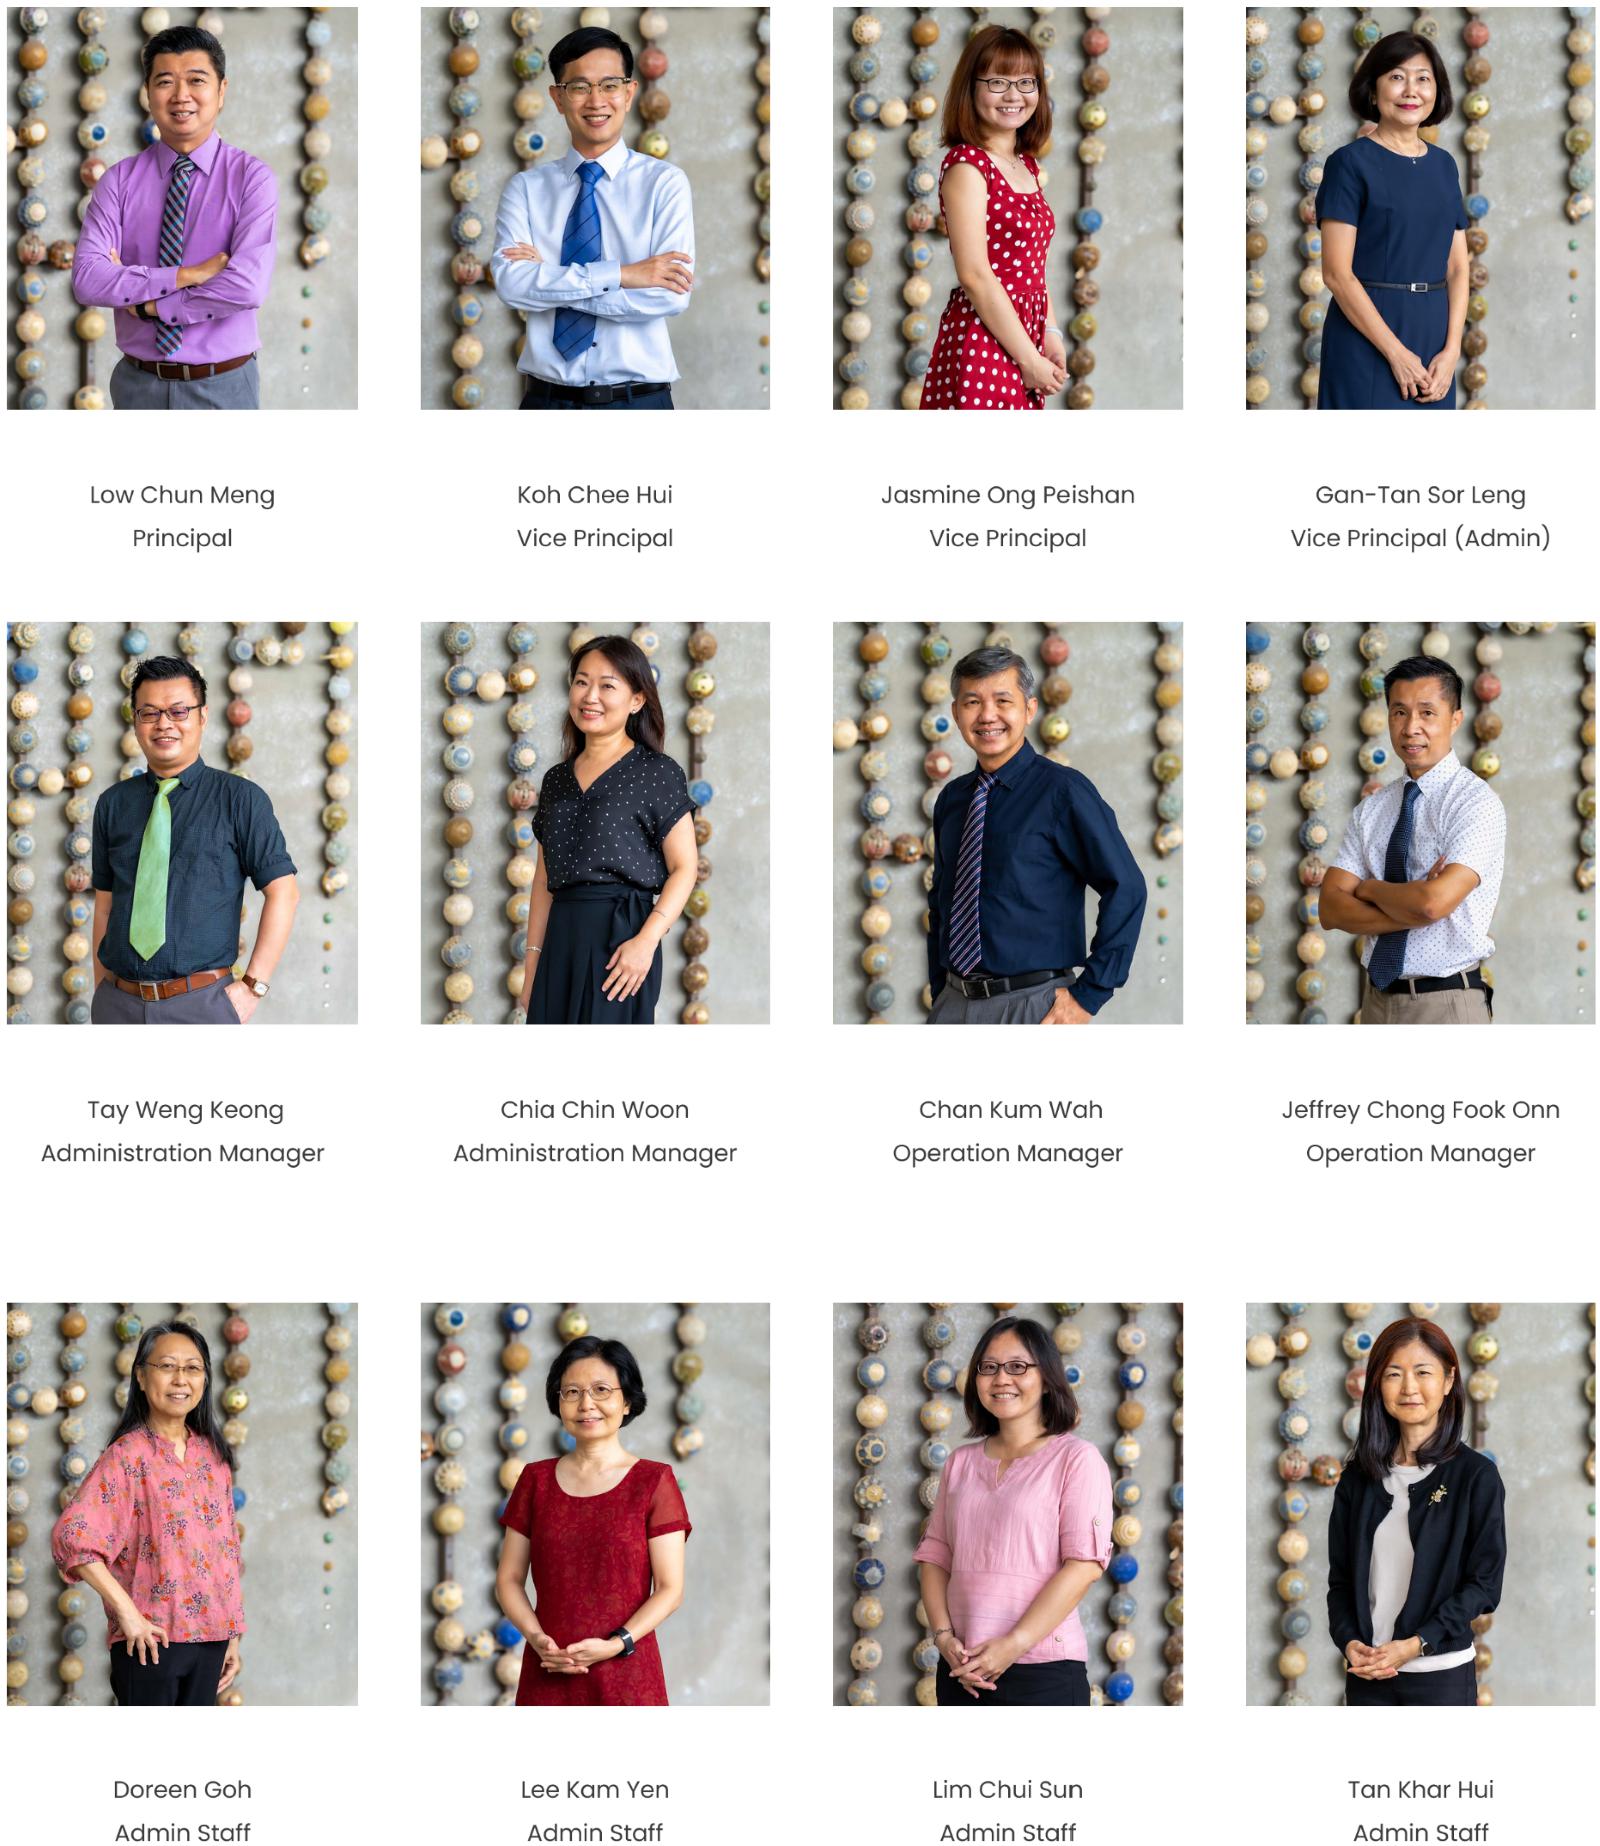 Low Chun Meng
Principal
Koh Chee Hui
Vice Principal
Jasmine Ong Peishan
Vice Principal
Gan-Tan Sor Leng
Vice Principal (Admin)
Tay Weng Keong
Administration Manager
Chia Chin Woon
Administration Manager
Chan Kum Wah
Operation Manager
Jeffrey Chong Fook Onn
Operation Manager
Doreen Goh
Admin Staff
Lee Kam Yen
Admin Staff
Lim Chui Sun
Admin Staff
Tan Khar Hui
Admin Staff